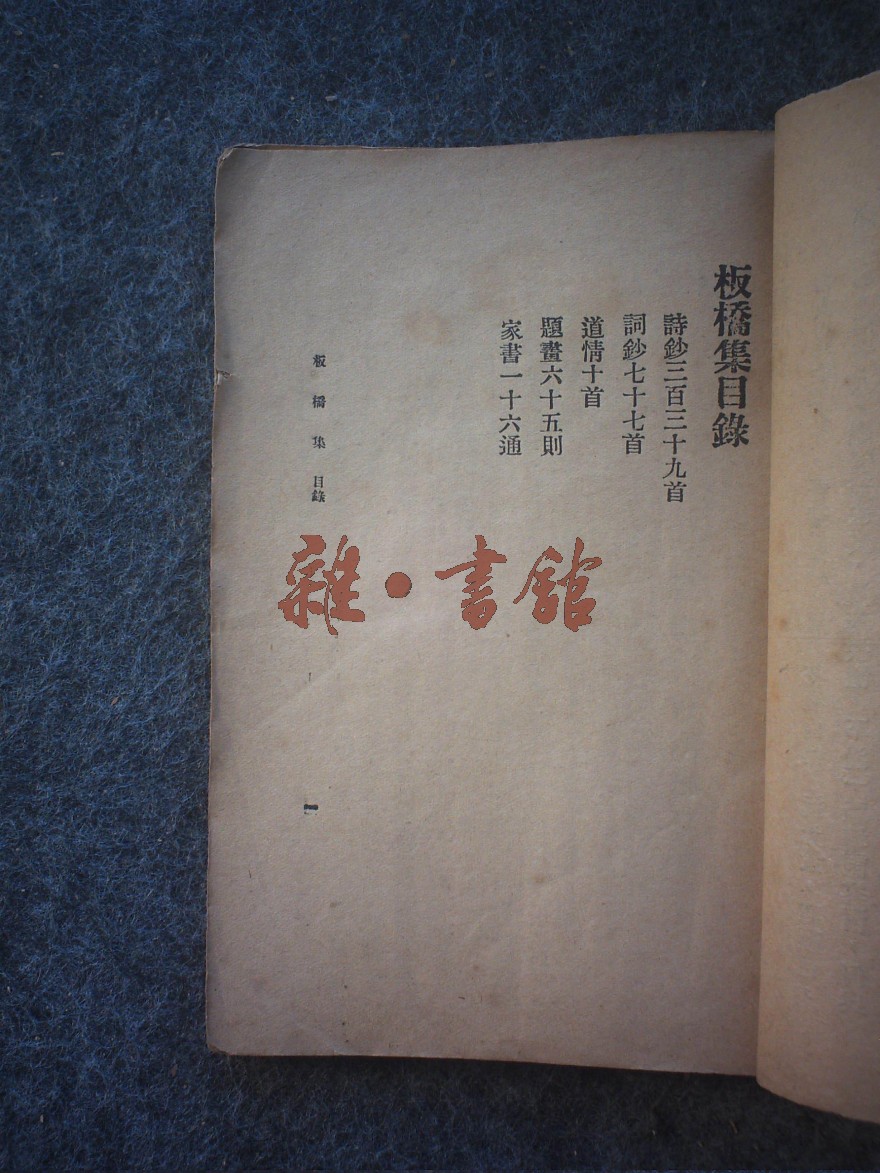 板橋集目錄
詩鈔三百三十九首
詞鈔七十七首
道情十首
題畫六十五則
家書一十六通
板橋集 目錄
一
雜·書館